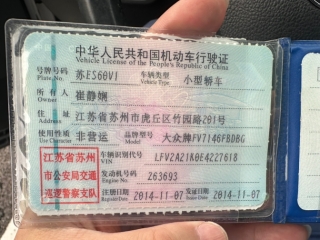 中华人民共和国机动车行驶证
Vehicle License of the People's Republic of China
号牌号码 苏ES60V1 车辆类型 小型轿车
Plate No. Vehicle Type
所有人 崔静娴
Owner
住址 江苏省苏州市虎丘区竹园路201号
Address
使用性质 非营运 品牌型号 大众牌FV7146FBDBG
Use Character Model
江苏省苏州
市公安局交通
巡逻警察支队
车辆识别代号 LFV2A21K0E4227618
VIN
发动机号码 263693
Engine No.
注册日期 2014-11-07 发证日期 2014-11-07
Register Date Issue Date